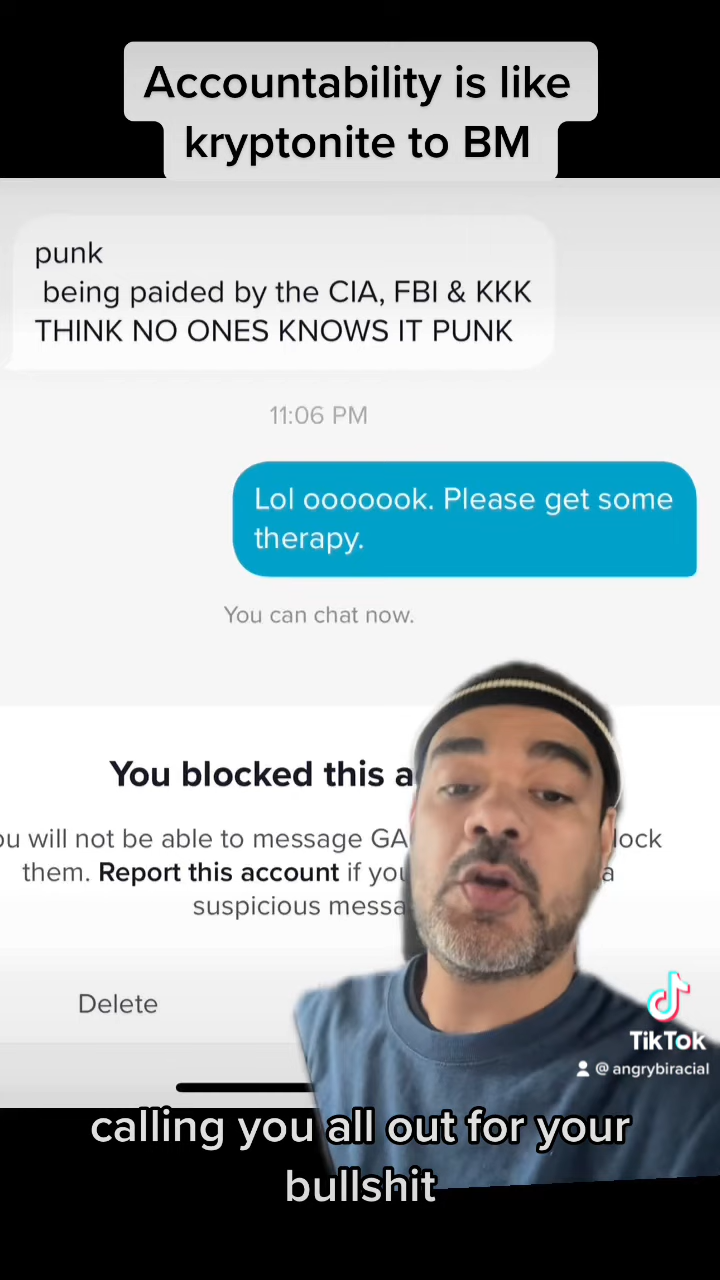 Accountability is like
kryptonite to BM
punk
being paided by the CIA, FBI & KKK
THINK NO ONES KNOWS IT PUNK
11:06 PM
Lol ooooook. Please get some
therapy.
You can chat now.
You blocked this a
ou will not be able to message GA lock
them. Report this account if you a
suspicious messa
Delete
TikTok
@angrybiracial
calling you all out for your
bullshit